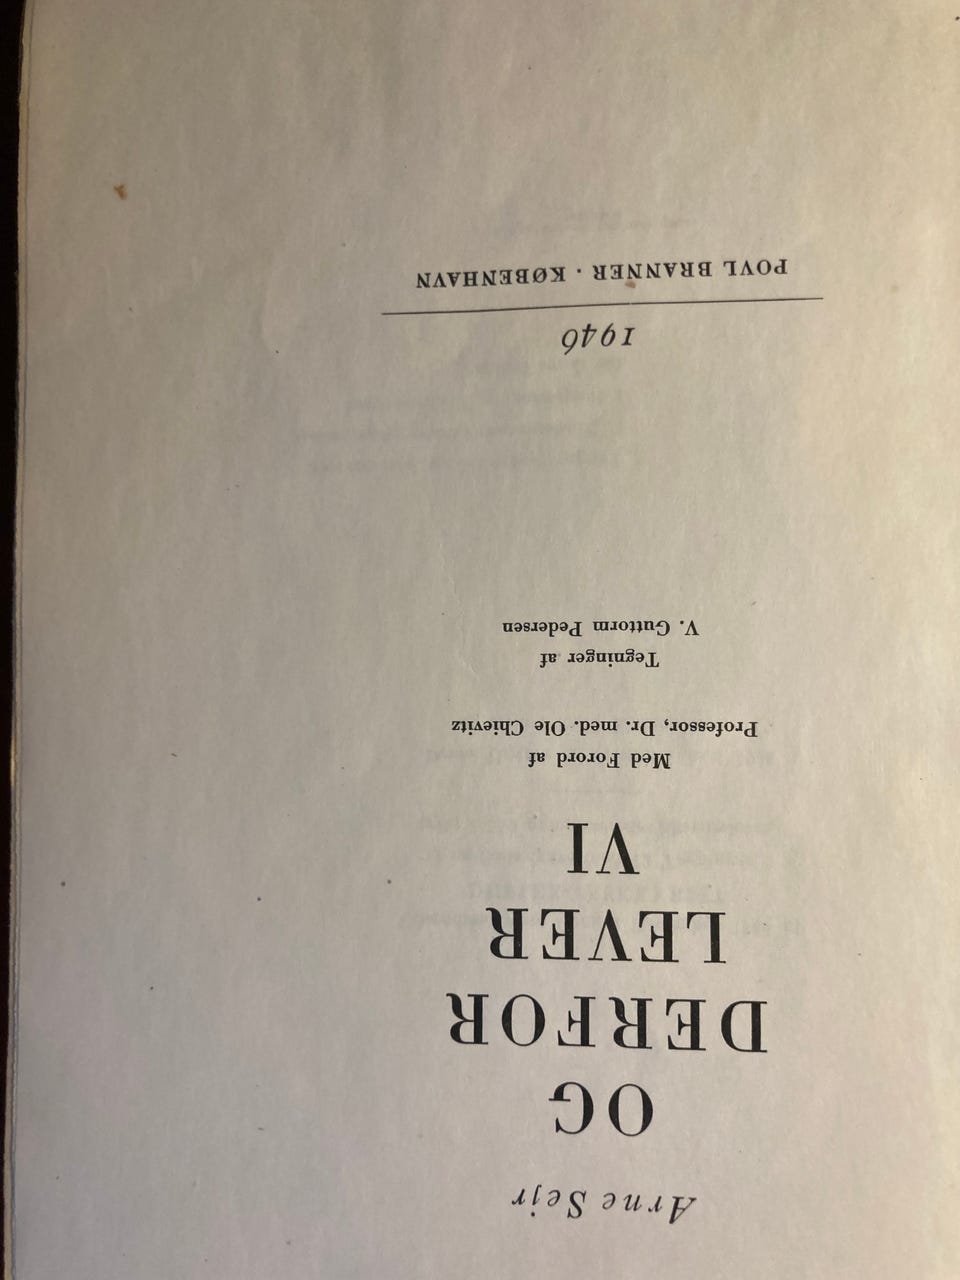 Arne Sejr
OG
DERFOR
LEVER
VI
Med Forord af
Professor, Dr. med. Ole Chievitz
Tegninger af
V. Guttorm Pedersen
1946
POVL BRANNER · KØBENHAVN